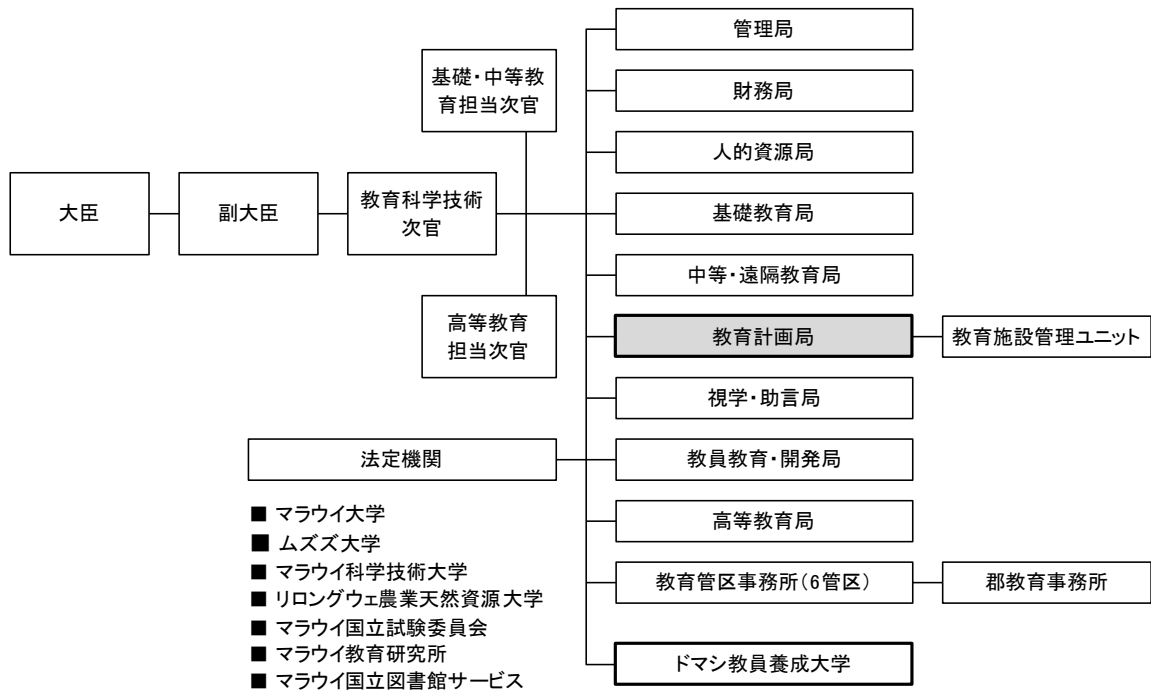 管理局
基礎・中等教
育担当次官
財務局
人的資源局
大臣
副大臣
教育科学技術
次官
基礎教育局
中等・遠隔教育局
高等教育
担当次官
教育計画局
教育施設管理ユニット
視学・助言局
法定機関
教員教育・開発局
■ マラウイ大学
■ ムズズ大学
■ マラウイ科学技術大学
■ リロングウェ農業天然資源大学
■ マラウイ国立試験委員会
■ マラウイ教育研究所
■ マラウイ国立図書館サービス
高等教育局
教育管区事務所（6管区）
郡教育事務所
ドマシ教員養成大学